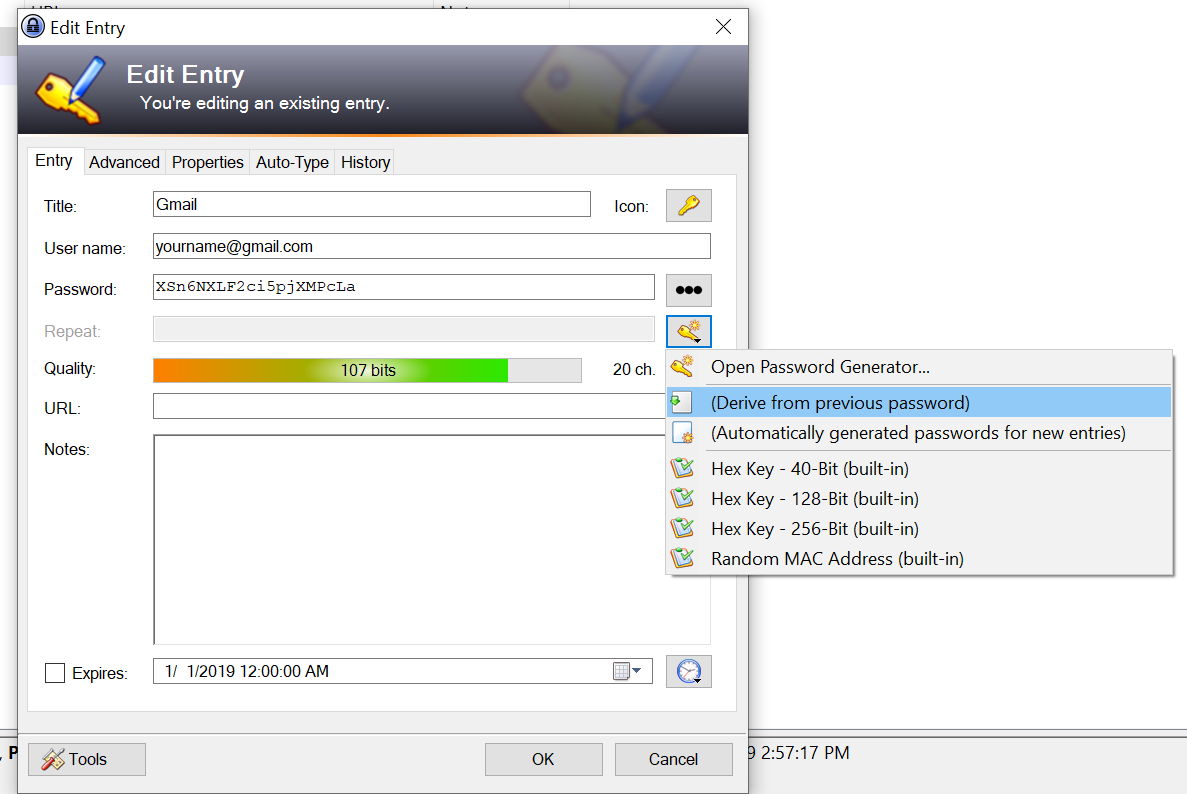 Edit Entry
Edit Entry
You're editing an existing entry.
Entry Advanced Properties Auto-Type History
Title: Gmail Icon:
User name: yourname@gmail.com
Password: XSn6NXLF2ci5pjXMPcLa
Repeat:
Quality: 107 bits 20 ch.
Open Password Generator...
URL:
(Derive from previous password)
(Automatically generated passwords for new entries)
Notes:
Hex Key - 40-Bit (built-in)
Hex Key - 128-Bit (built-in)
Hex Key - 256-Bit (built-in)
Random MAC Address (built-in)
Expires: 1/ 1/2019 12:00:00 AM
Tools OK Cancel
9 2:57:17 PM